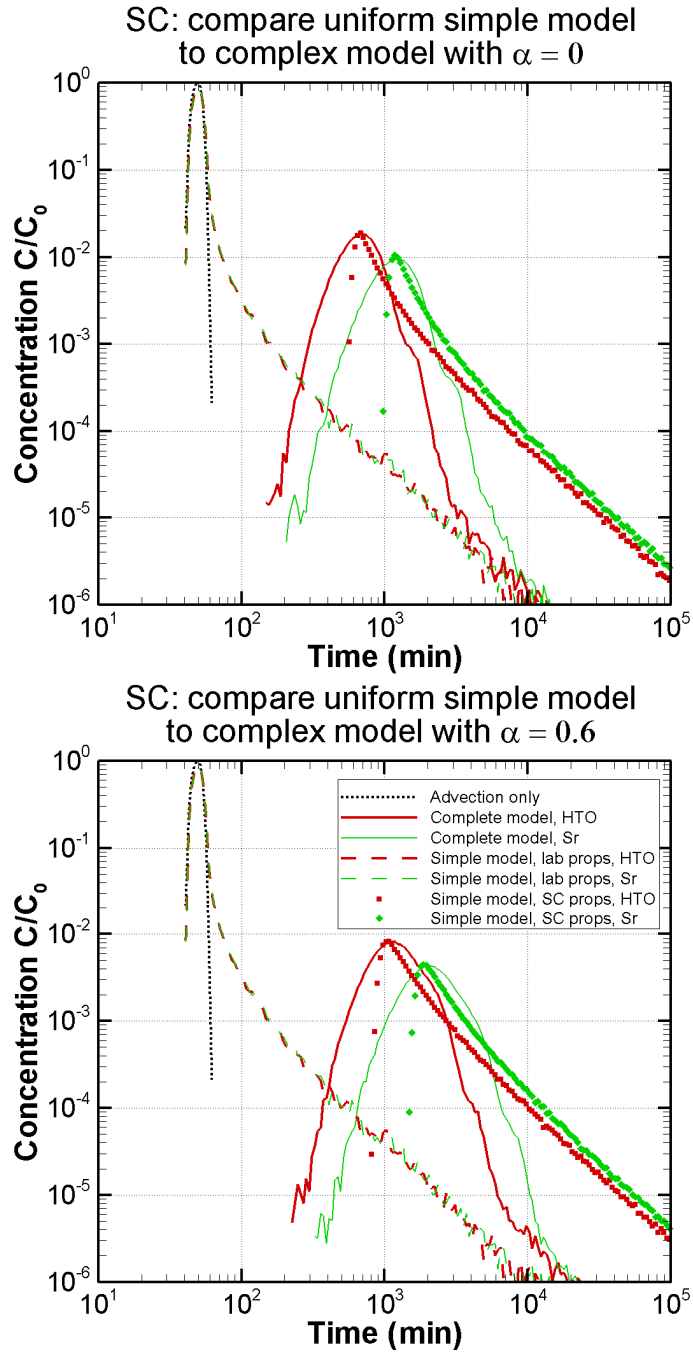 SC: compare uniform simple model
to complex model with α = 0
Concentration C/C0
10^0
10^-1
10^-2
10^-3
10^-4
10^-5
10^-6
10^1
10^2
10^3
10^4
10^5
Time (min)
SC: compare uniform simple model
to complex model with α = 0.6
Concentration C/C0
10^0
10^-1
10^-2
10^-3
10^-4
10^-5
10^-6
Advection only
Complete model, HTO
Complete model, Sr
Simple model, lab props, HTO
Simple model, lab props, Sr
Simple model, SC props, HTO
Simple model, SC props, Sr
10^1
10^2
10^3
10^4
10^5
Time (min)